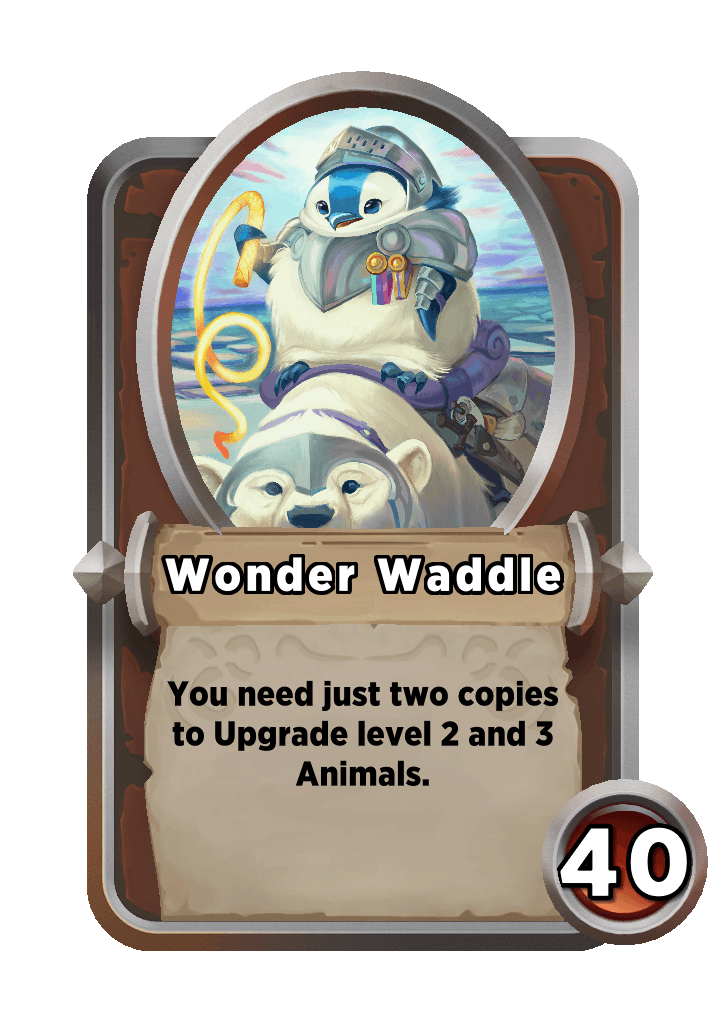 Wonder Waddle
You need just two copies
to Upgrade level 2 and 3
Animals.
40